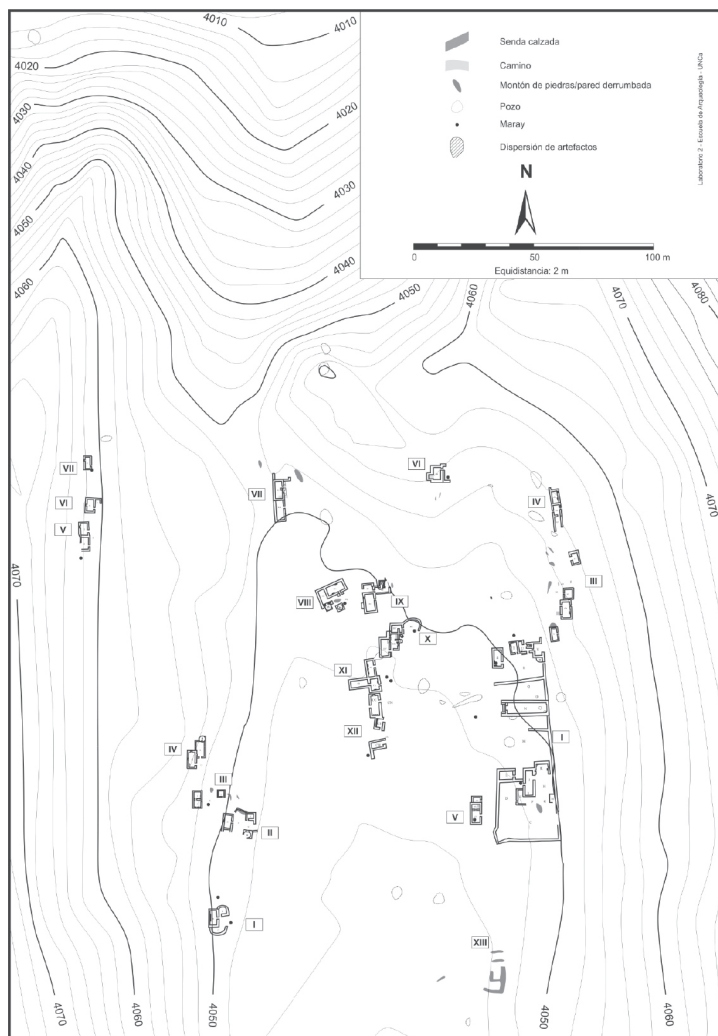 4010
4010
4020
4020
4030
4030
4040
4040
4050
4050
4060
4060
4070
4080
Senda calzada
Camino
Montón de piedras/pared derrumbada
Pozo
Maray
Dispersión de artefactos
Laboratorio 2 - Escuela de Arqueología - UNCa
N
0 50 100 m
Equidistancia: 2 m
VII
VI
VII
VI
IV
V
III
4070
VIII
IX
X
XI
XII
I
IV
III
II
V
I
XIII
4070
4060
4050
4050
4060